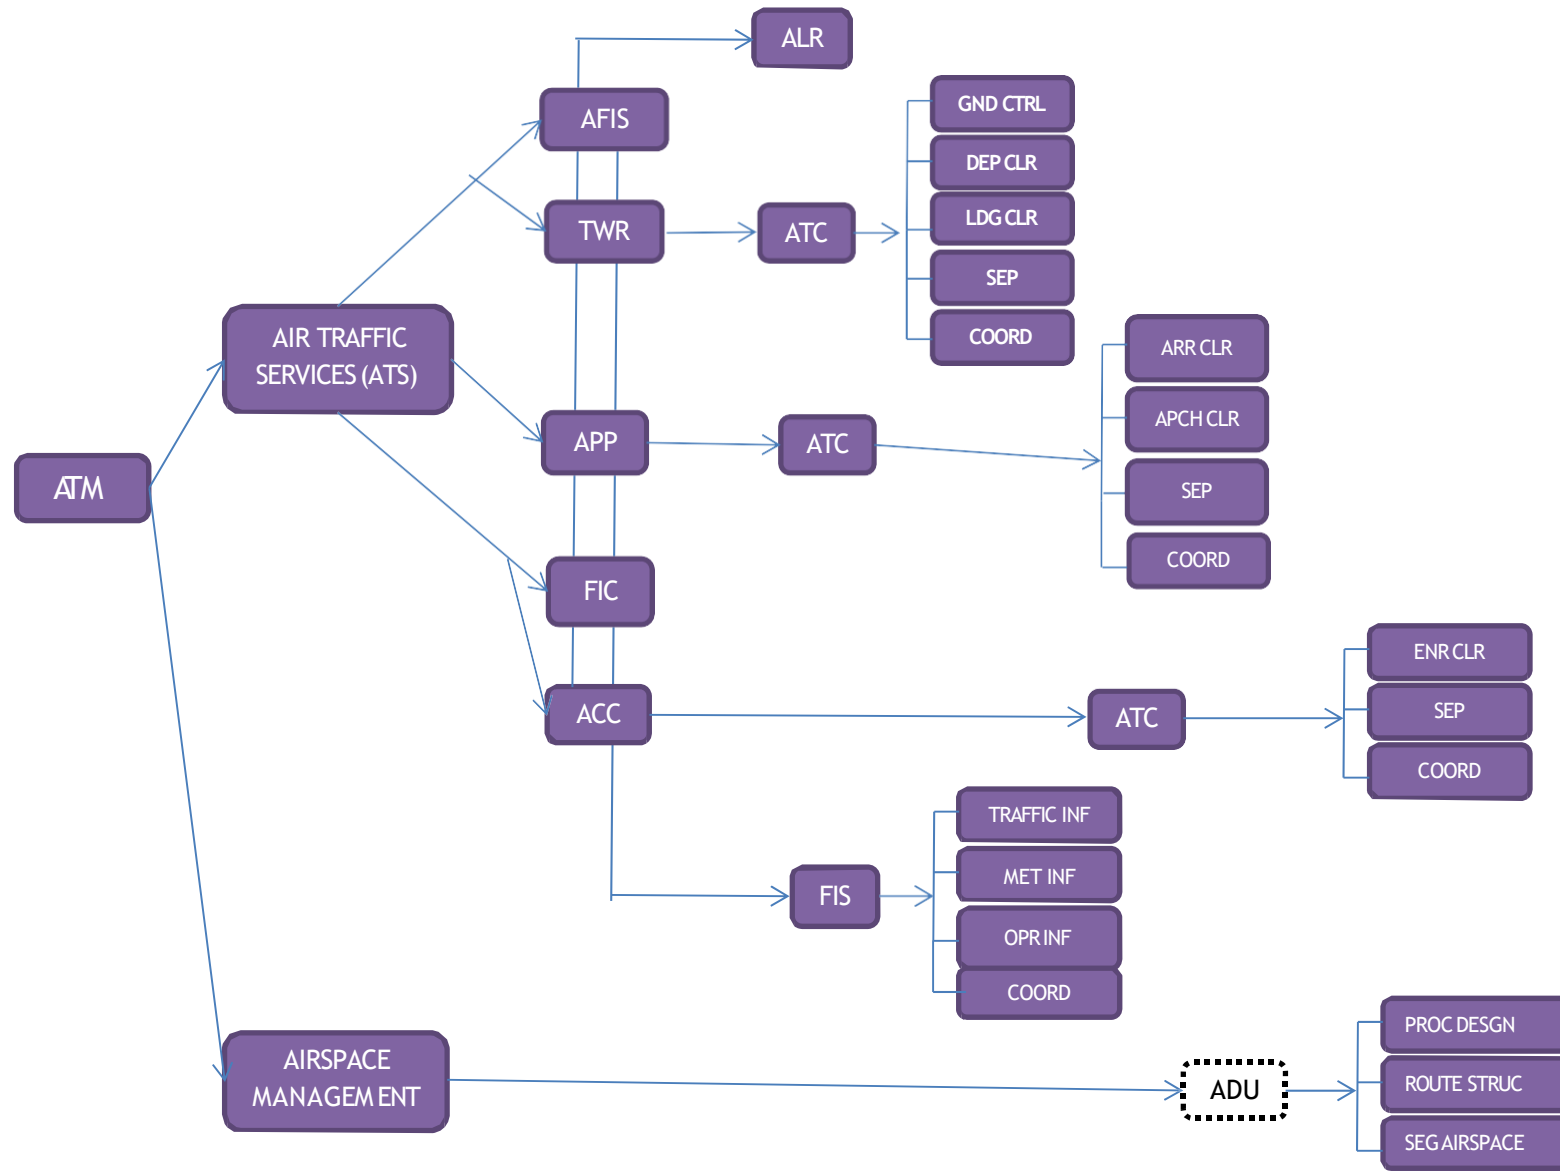 ALR
AFIS
GND CTRL
DEP CLR
LDG CLR
TWR
ATC
SEP
COORD
AIR TRAFFIC
SERVICES (ATS)
ARR CLR
APCH CLR
APP
ATC
SEP
COORD
ATM
FIC
ENR CLR
ACC
ATC
SEP
COORD
TRAFFIC INF
MET INF
FIS
OPR INF
COORD
AIRSPACE
MANAGEMENT
ADU
PROC DESGN
ROUTE STRUC
SEG AIRSPACE